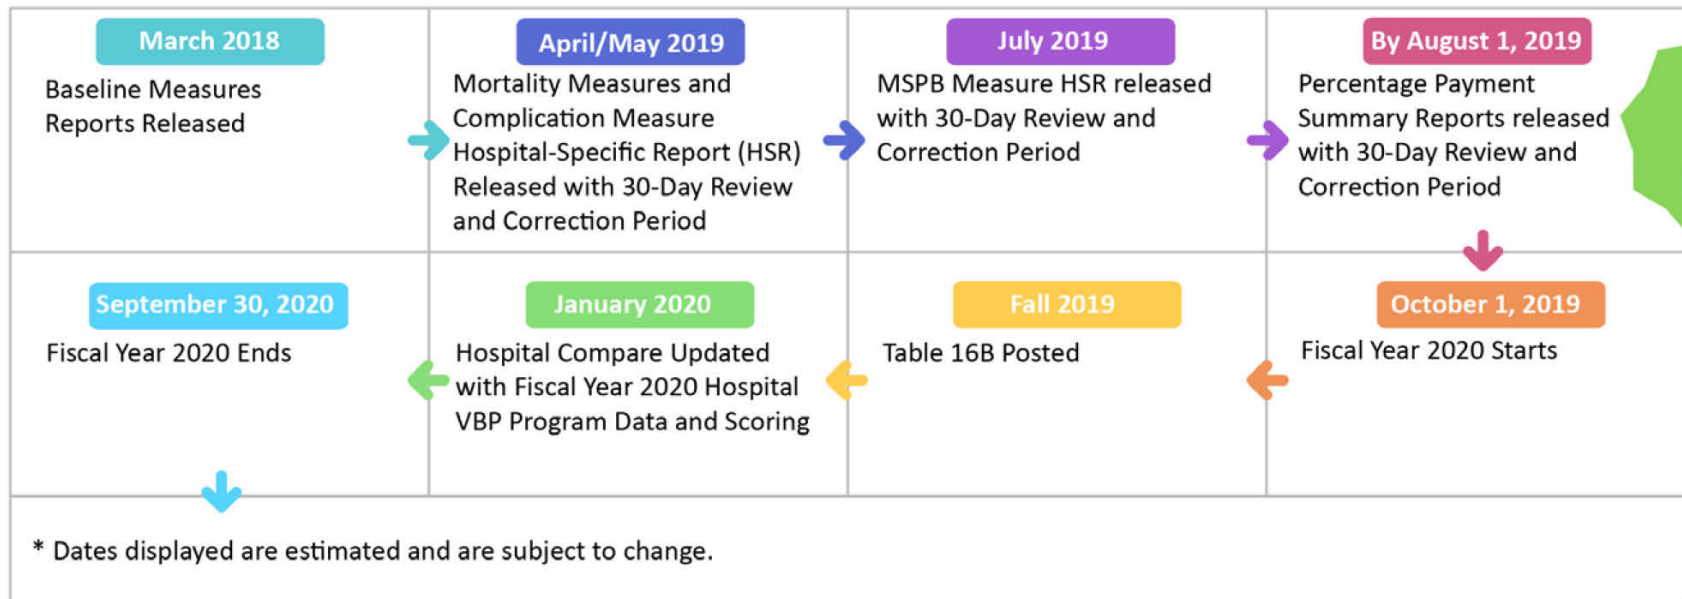 March 2018
Baseline Measures
Reports Released
April/May 2019
Mortality Measures and
Complication Measure
Hospital-Specific Report (HSR)
Released with 30-Day Review
and Correction Period
July 2019
MSPB Measure HSR released
with 30-Day Review and
Correction Period
By August 1, 2019
Percentage Payment
Summary Reports released
with 30-Day Review and
Correction Period
October 1, 2019
Fiscal Year 2020 Starts
Fall 2019
Table 16B Posted
January 2020
Hospital Compare Updated
with Fiscal Year 2020 Hospital
VBP Program Data and Scoring
September 30, 2020
Fiscal Year 2020 Ends
* Dates displayed are estimated and are subject to change.